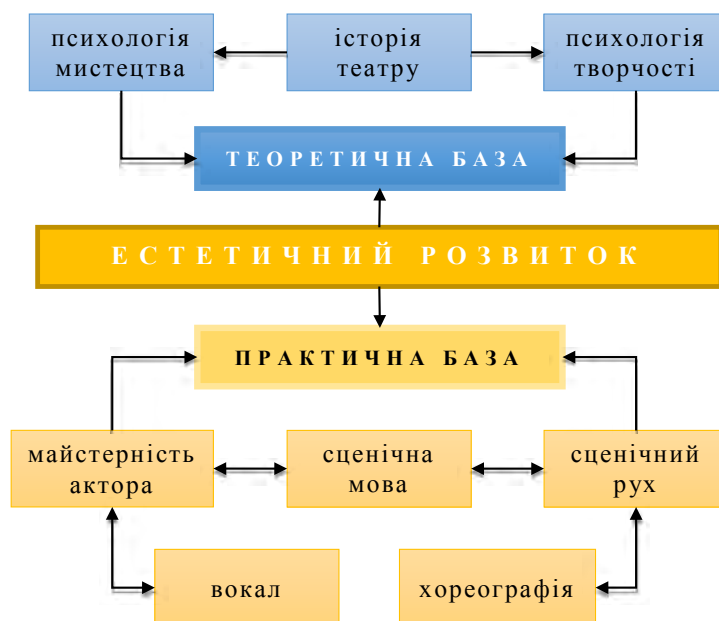 психологія
мистецтва
історія
театру
психологія
творчості
ТЕОРЕТИЧНА БАЗА
ЕСТЕТИЧНИЙ РОЗВИТОК
ПРАКТИЧНА БАЗА
майстерність
актора
сценічна
мова
сценічний
рух
вокал
хореографія